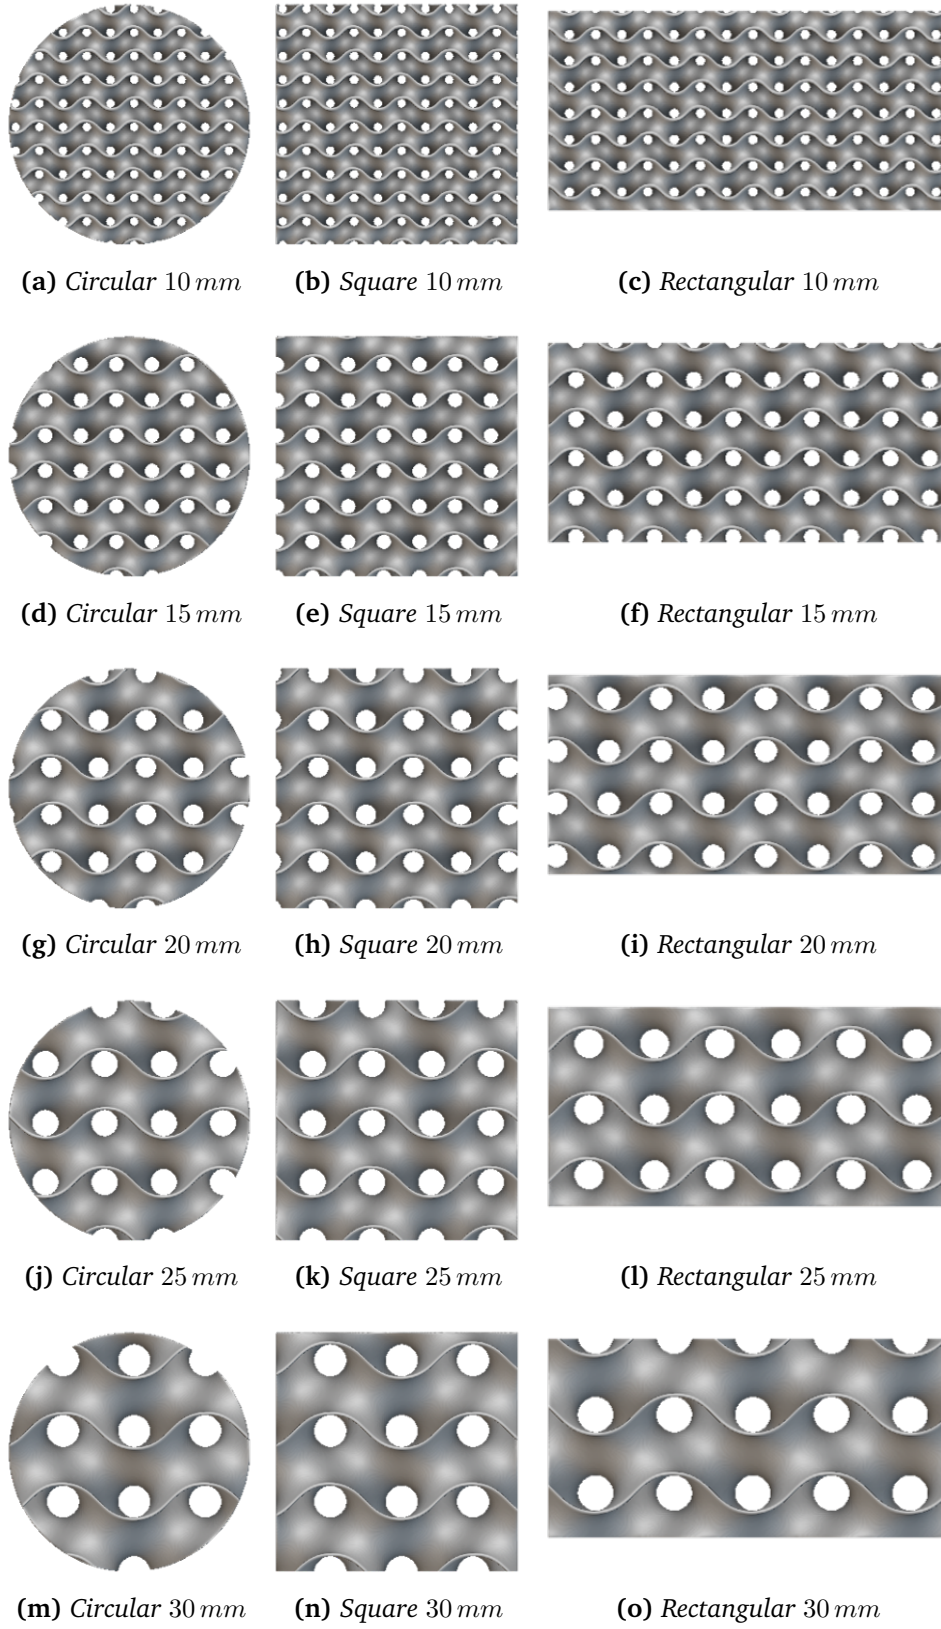 (a) Circular 10 mm (b) Square 10 mm (c) Rectangular 10 mm
(d) Circular 15 mm (e) Square 15 mm (f) Rectangular 15 mm
(g) Circular 20 mm (h) Square 20 mm (i) Rectangular 20 mm
(j) Circular 25 mm (k) Square 25 mm (l) Rectangular 25 mm
(m) Circular 30 mm (n) Square 30 mm (o) Rectangular 30 mm